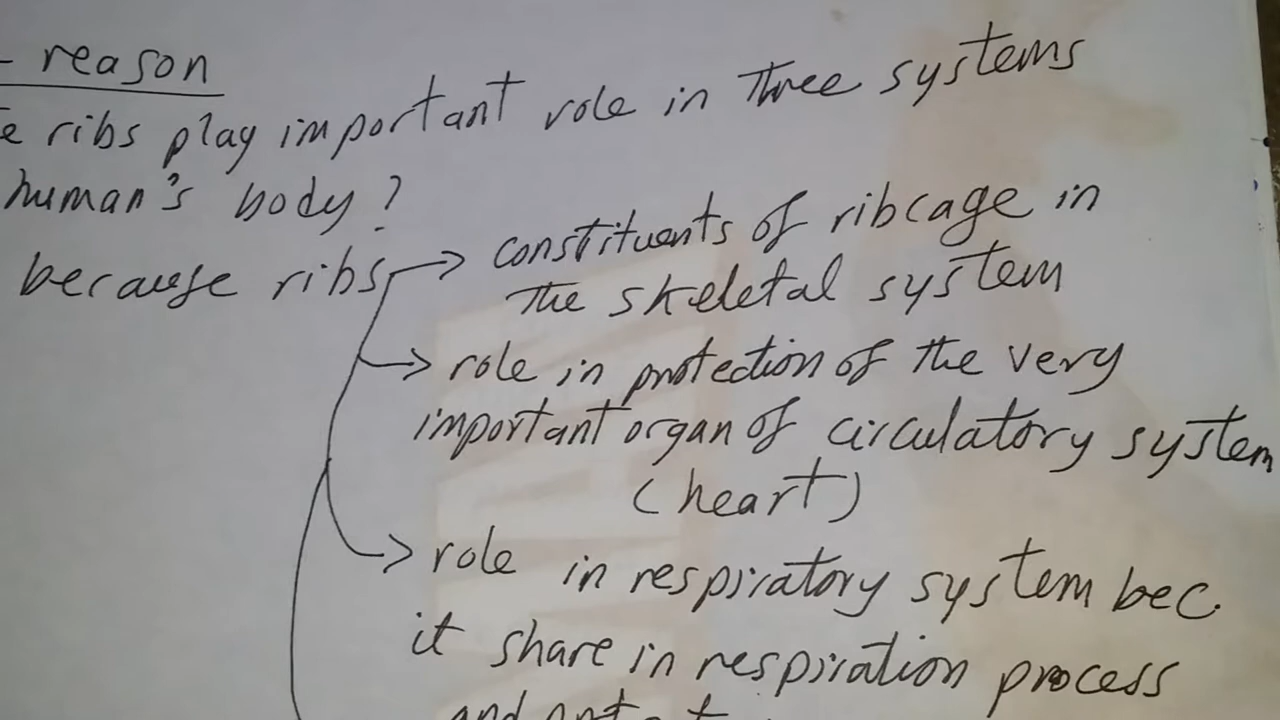 - reason
e ribs play important role in three systems
human's body?
because ribs → constituents of ribcage in
the skeletal system
→ role in protection of the very
important organ of circulatory system
(heart)
→ role in respiratory system bec.
it share in respiration process
and